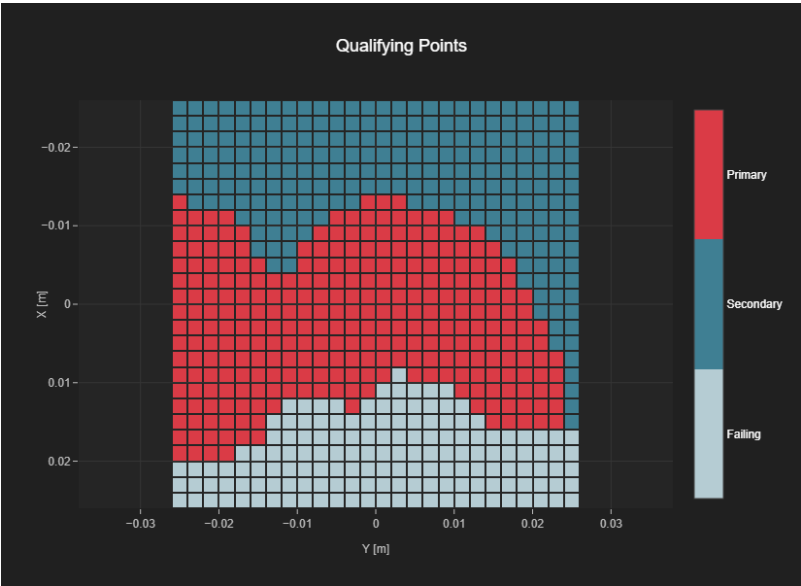 Qualifying Points
−0.02
−0.01
0
0.01
0.02
X [m]
−0.03
−0.02
−0.01
0
0.01
0.02
0.03
Y [m]
Primary
Secondary
Failing